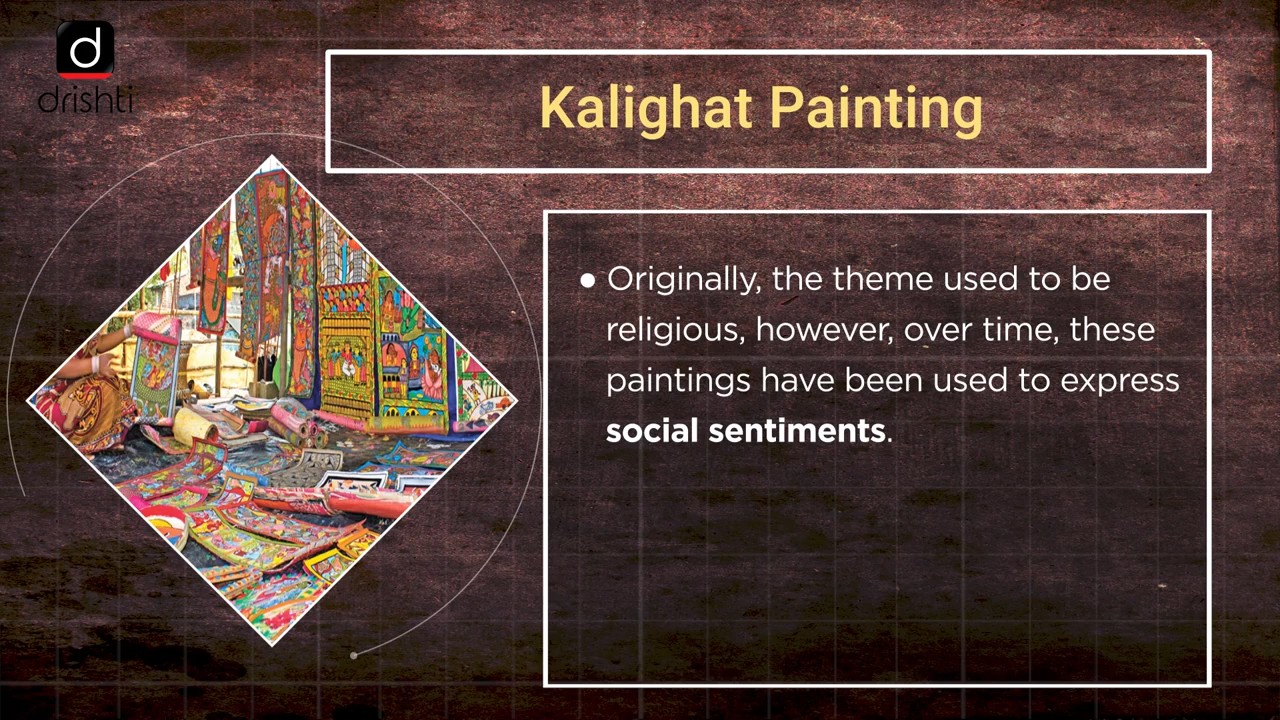 d
drishti
Kalighat Painting
● Originally, the theme used to be
religious, however, over time, these
paintings have been used to express
social sentiments.